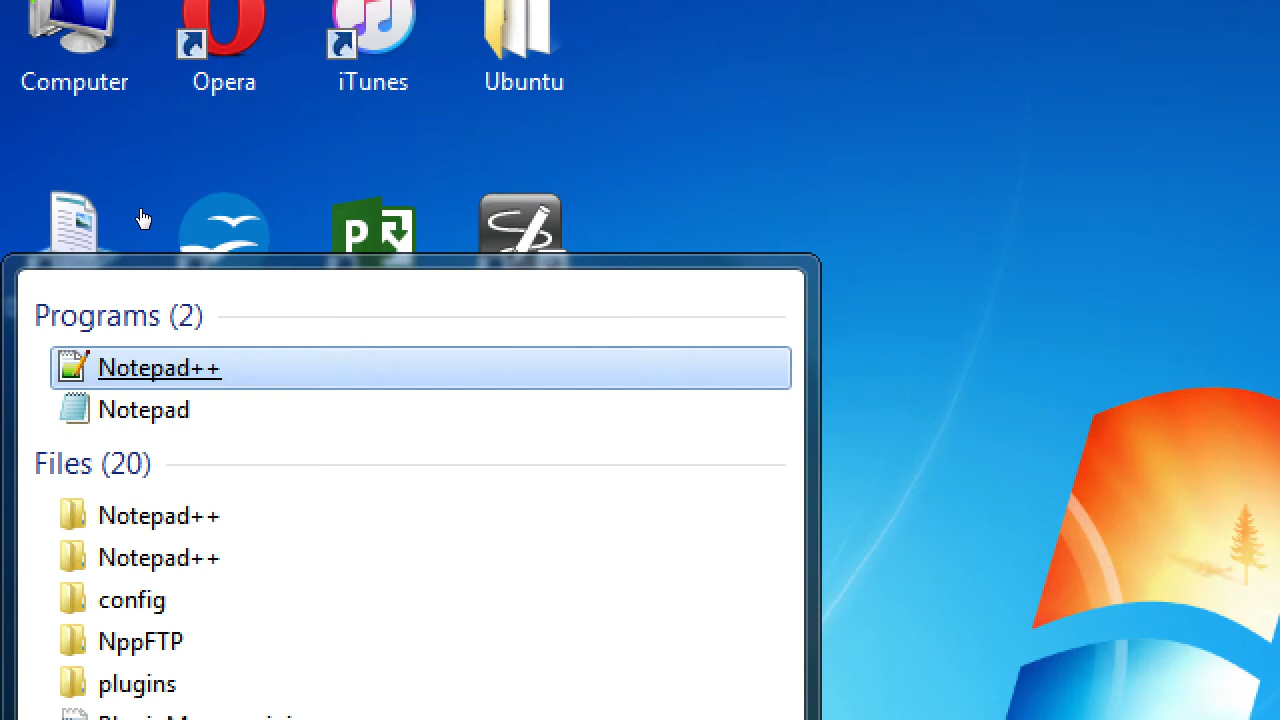 Computer
Opera
iTunes
Ubuntu
P
Programs (2)
Notepad++
Notepad
Files (20)
Notepad++
Notepad++
config
NppFTP
plugins